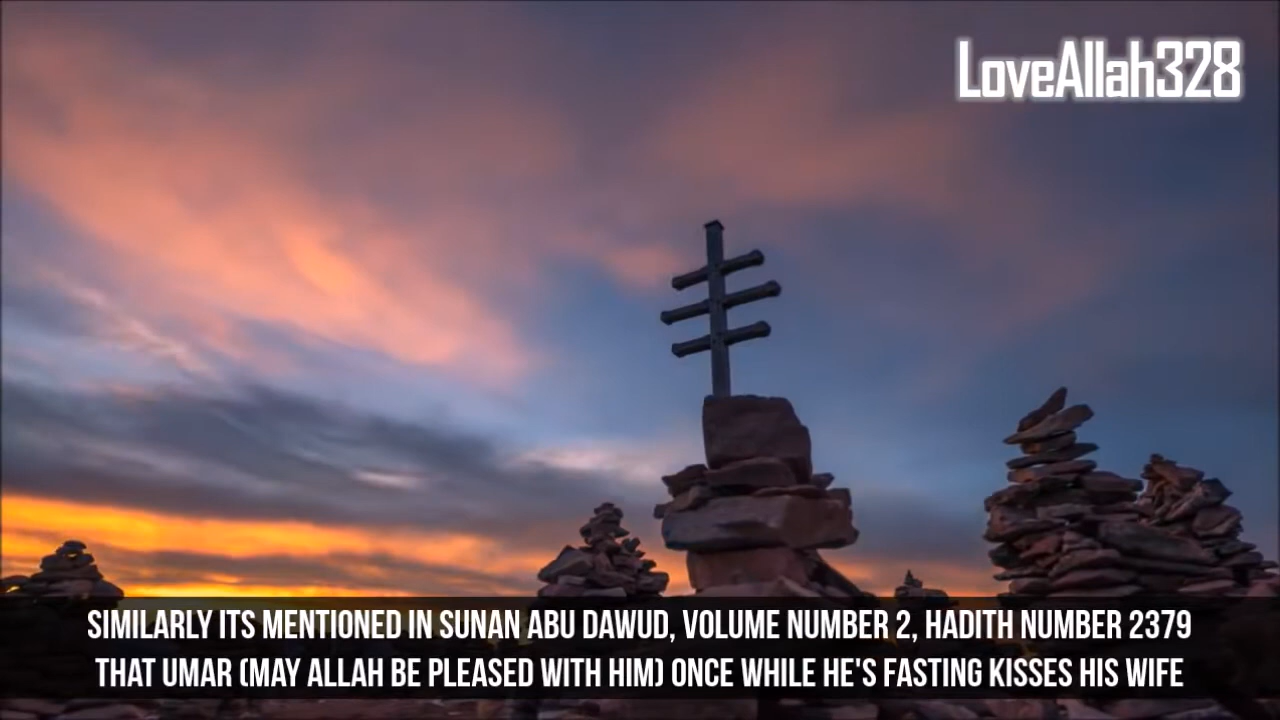 LoveAllah328
SIMILARLY ITS MENTIONED IN SUNAN ABU DAWUD, VOLUME NUMBER 2, HADITH NUMBER 2379
THAT UMAR (MAY ALLAH BE PLEASED WITH HIM) ONCE WHILE HE'S FASTING KISSES HIS WIFE